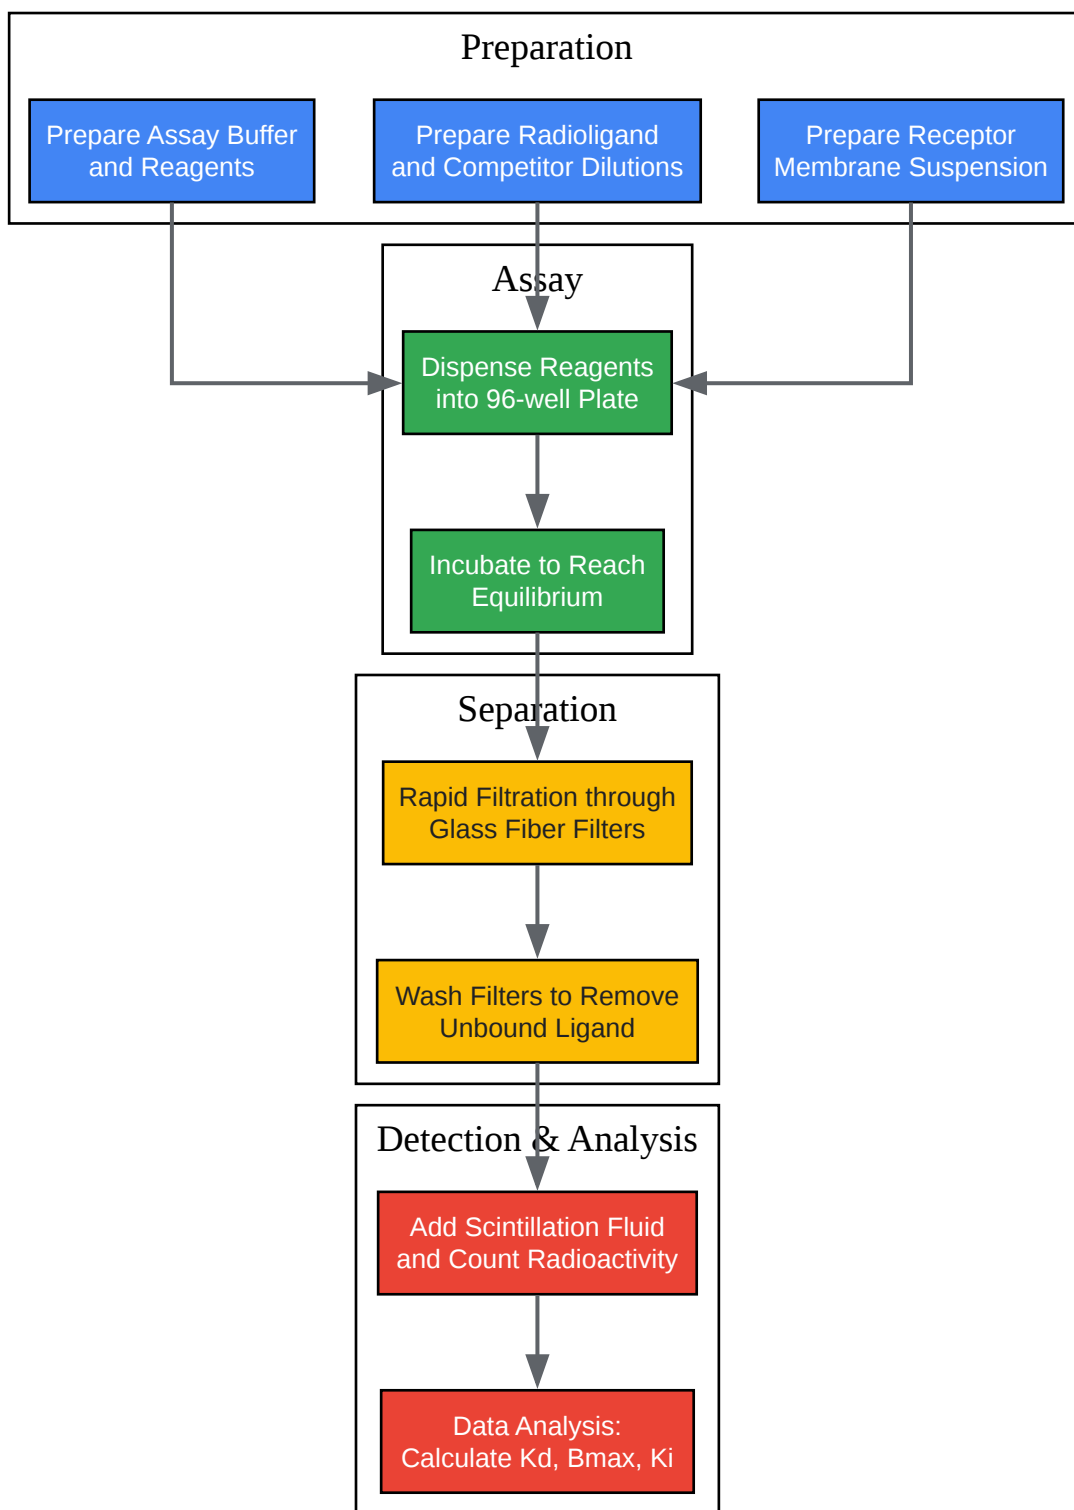 Preparation
Prepare Assay Buffer
and Reagents
Prepare Radioligand
and Competitor Dilutions
Prepare Receptor
Membrane Suspension
Assay
Dispense Reagents
into 96-well Plate
Incubate to Reach
Equilibrium
Separation
Rapid Filtration through
Glass Fiber Filters
Wash Filters to Remove
Unbound Ligand
Detection & Analysis
Add Scintillation Fluid
and Count Radioactivity
Data Analysis:
Calculate Kd, Bmax, Ki